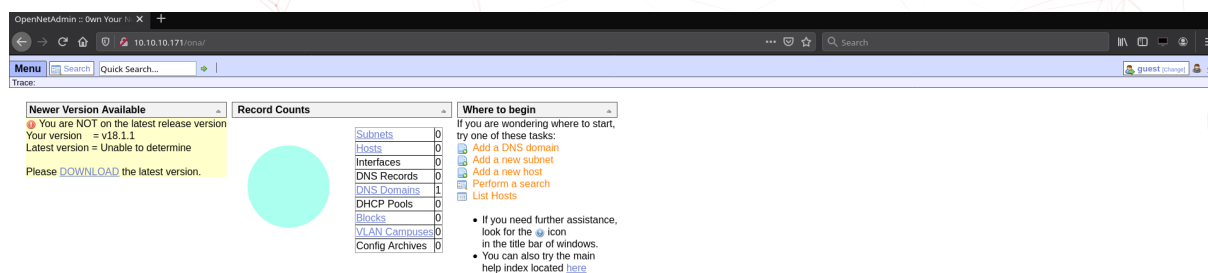 OpenNetAdmin :: 0wn Your N
10.10.10.171/ona/
Search
Menu Search Quick Search...
guest [Change]
Trace:
Newer Version Available
You are NOT on the latest release version
Your version = v18.1.1
Latest version = Unable to determine
Please DOWNLOAD the latest version.
Record Counts
Subnets 0
Hosts 0
Interfaces 0
DNS Records 0
DNS Domains 1
DHCP Pools 0
Blocks 0
VLAN Campuses 0
Config Archives 0
Where to begin
If you are wondering where to start,
try one of these tasks:
Add a DNS domain
Add a new subnet
Add a new host
Perform a search
List Hosts
• If you need further assistance,
look for the icon
in the title bar of windows.
• You can also try the main
help index located here